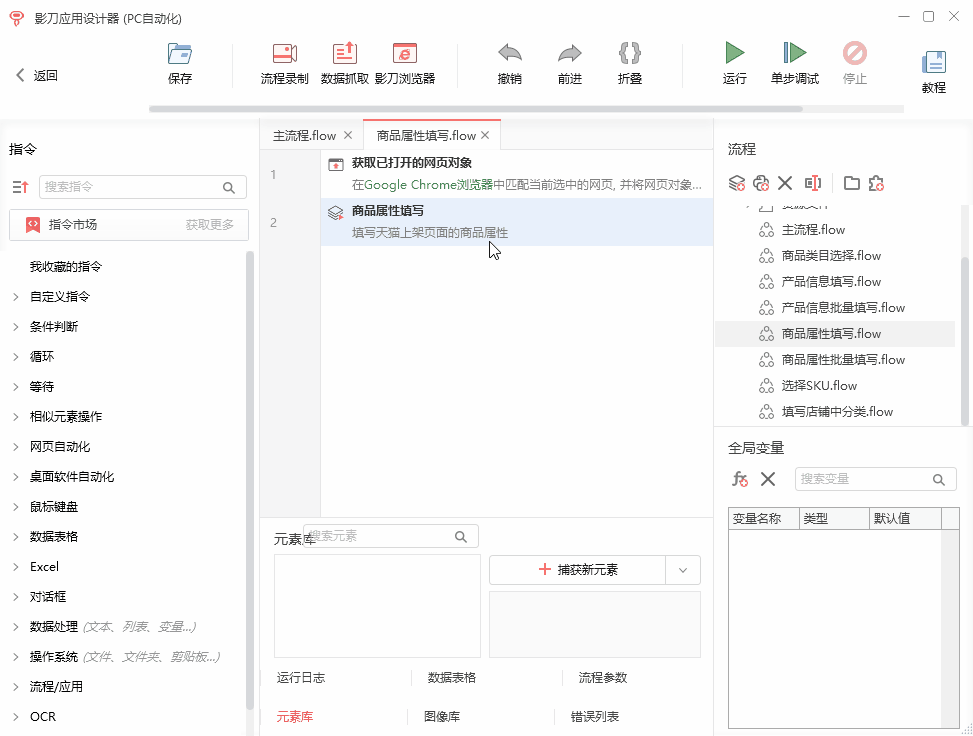 影刀应用设计器 (PC自动化)
返回
保存
流程录制
数据抓取
影刀浏览器
撤销
前进
折叠
运行
单步调试
停止
教程
指令
搜索指令
指令市场
获取更多
我收藏的指令
自定义指令
条件判断
循环
等待
相似元素操作
网页自动化
桌面软件自动化
鼠标键盘
数据表格
Excel
对话框
数据处理 (文本、列表、变量...)
操作系统 (文件、文件夹、剪贴板...)
流程/应用
OCR
主流程.flow
商品属性填写.flow
1
获取已打开的网页对象
在Google Chrome浏览器中匹配当前选中的网页, 并将网页对象...
2
商品属性填写
填写天猫上架页面的商品属性
元素库
搜索元素
捕获新元素
运行日志
数据表格
流程参数
元素库
图像库
错误列表
流程
资源文件
主流程.flow
商品类目选择.flow
产品信息填写.flow
产品信息批量填写.flow
商品属性填写.flow
商品属性批量填写.flow
选择SKU.flow
填写店铺中分类.flow
全局变量
搜索变量
变量名称
类型
默认值